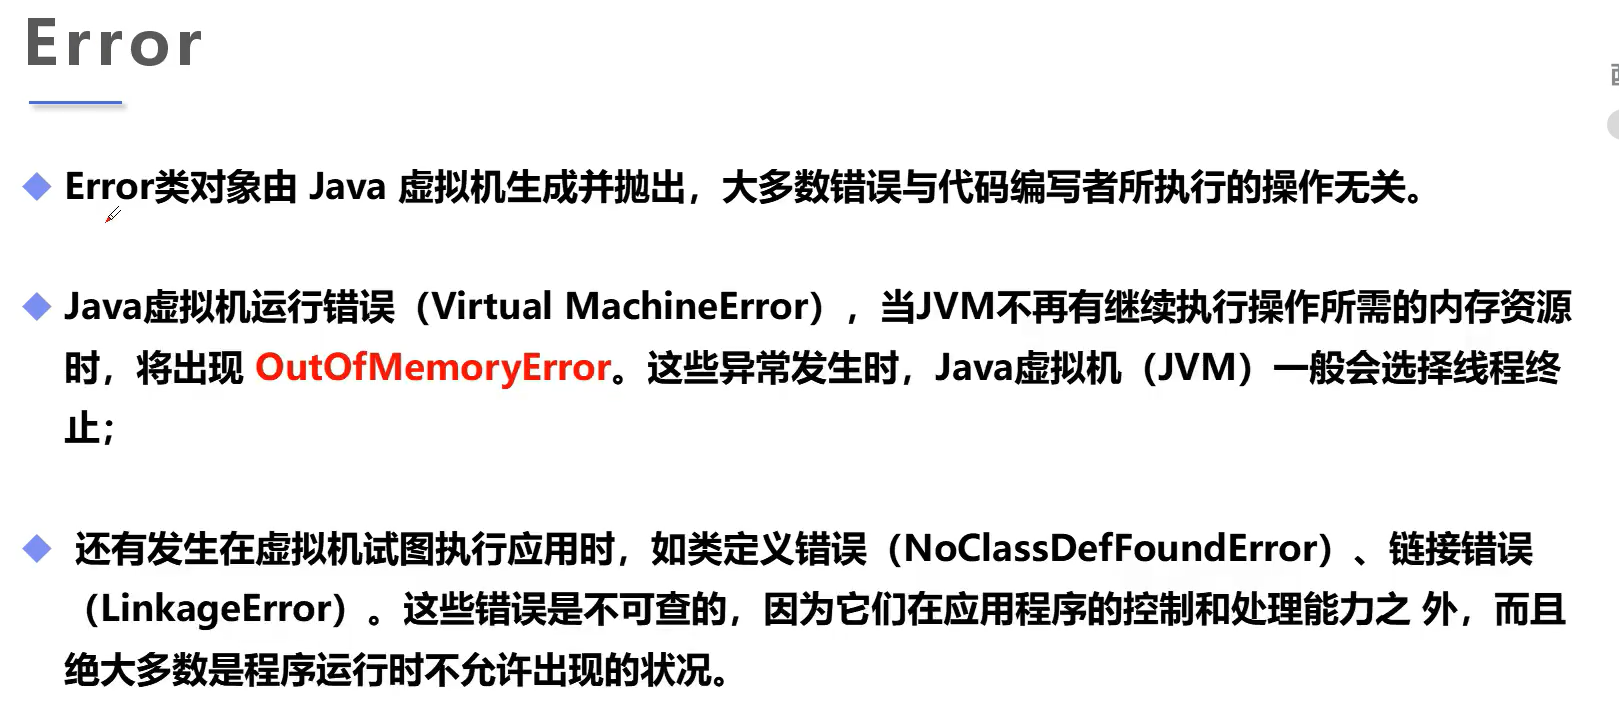 Error
Error类对象由 Java 虚拟机生成并抛出，大多数错误与代码编写者所执行的操作无关。
Java虚拟机运行错误（Virtual MachineError），当JVM不再有继续执行操作所需的内存资源
时，将出现 OutOfMemoryError。这些异常发生时，Java虚拟机（JVM）一般会选择线程终
止；
还有发生在虚拟机试图执行应用时，如类定义错误（NoClassDefFoundError）、链接错误
（LinkageError）。这些错误是不可查的，因为它们在应用程序的控制和处理能力之 外，而且
绝大多数是程序运行时不允许出现的状况。